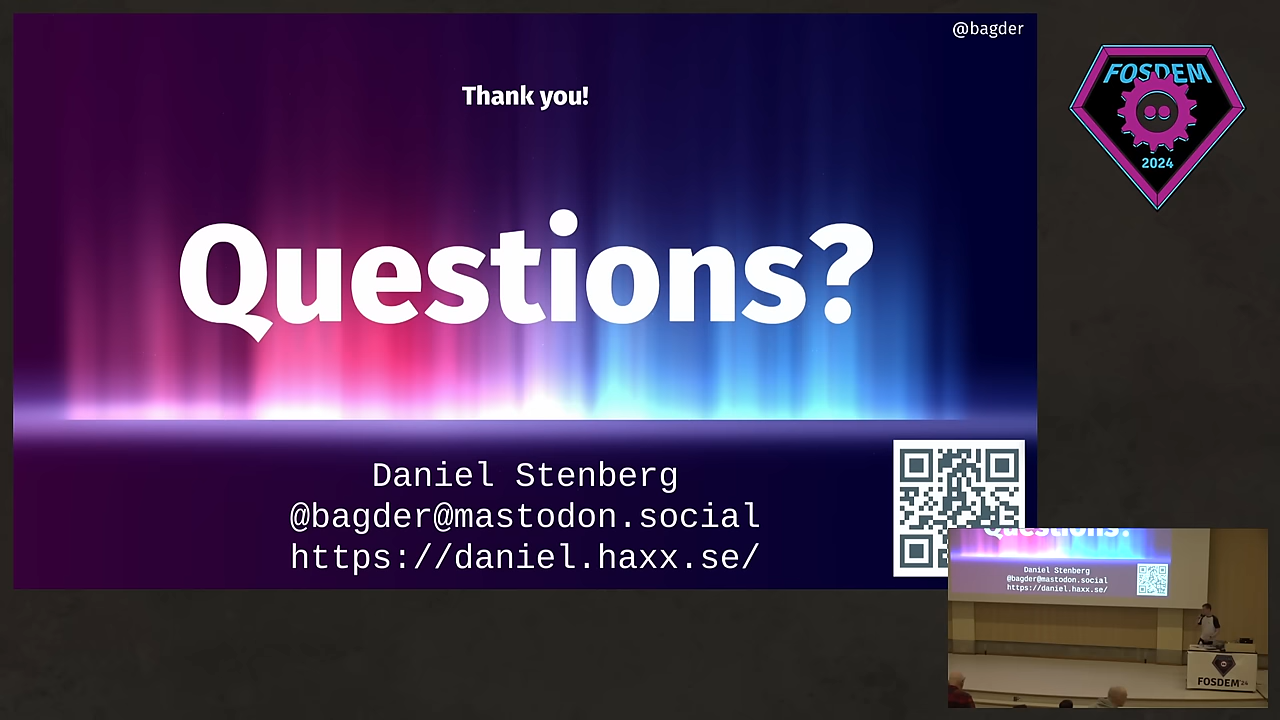 @bagder
Thank you!
Questions?
Daniel Stenberg
@bagder@mastodon.social
https://daniel.haxx.se/
FOSDEM
2024
Questions?
Daniel Stenberg
@bagder@mastodon.social
https://daniel.haxx.se/
FOSDEM'24